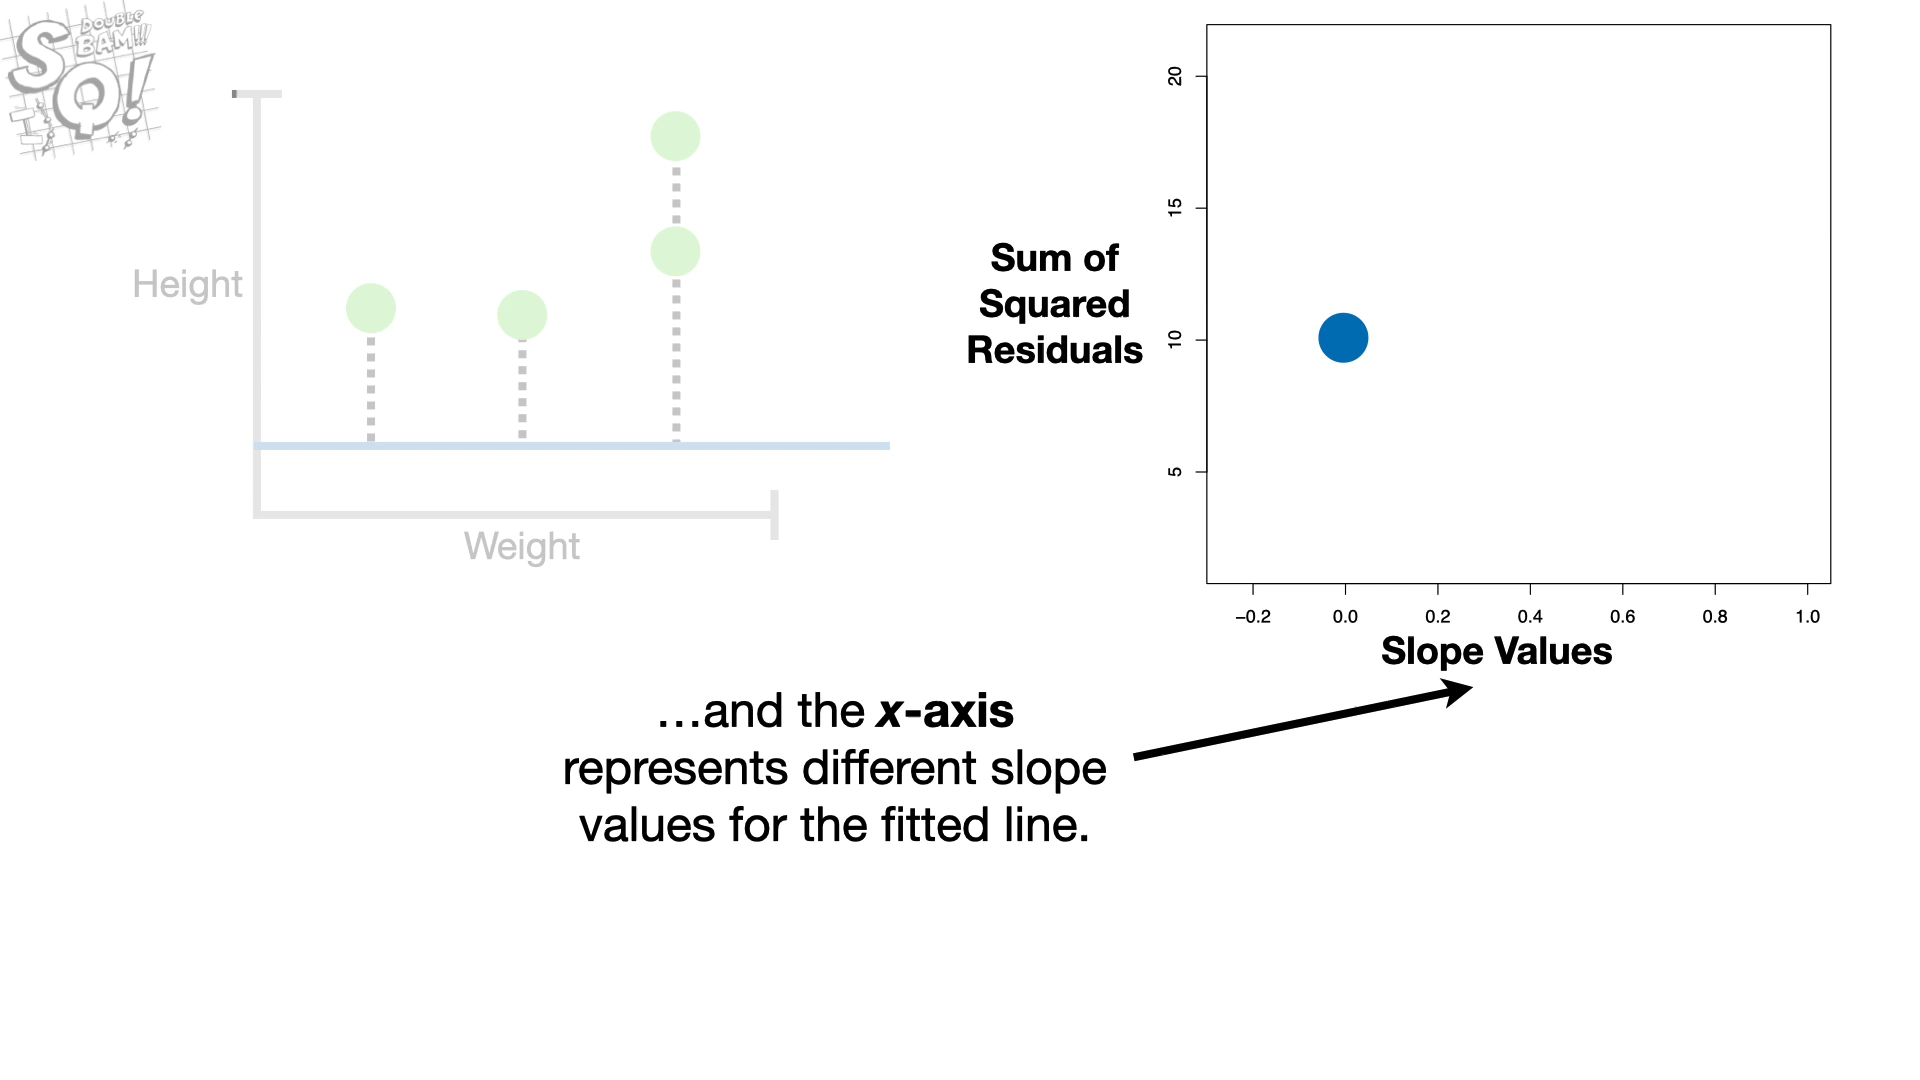 SQ!
DOUBLE
BAM!!!
Height
Weight
Sum of
Squared
Residuals
20
15
10
5
−0.2 0.0 0.2 0.4 0.6 0.8 1.0
Slope Values
…and the x-axis
represents different slope
values for the fitted line.